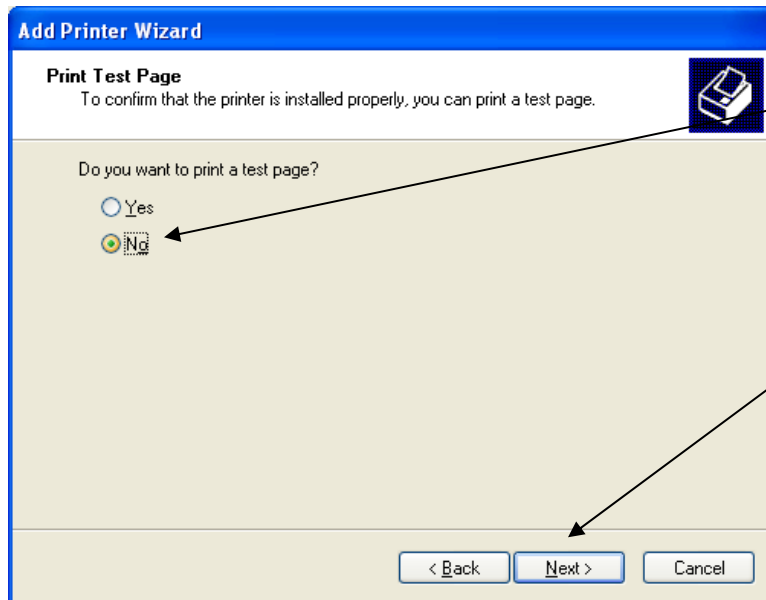 Add Printer Wizard
Print Test Page
To confirm that the printer is installed properly, you can print a test page.
Do you want to print a test page?
Yes
No
< Back
Next >
Cancel